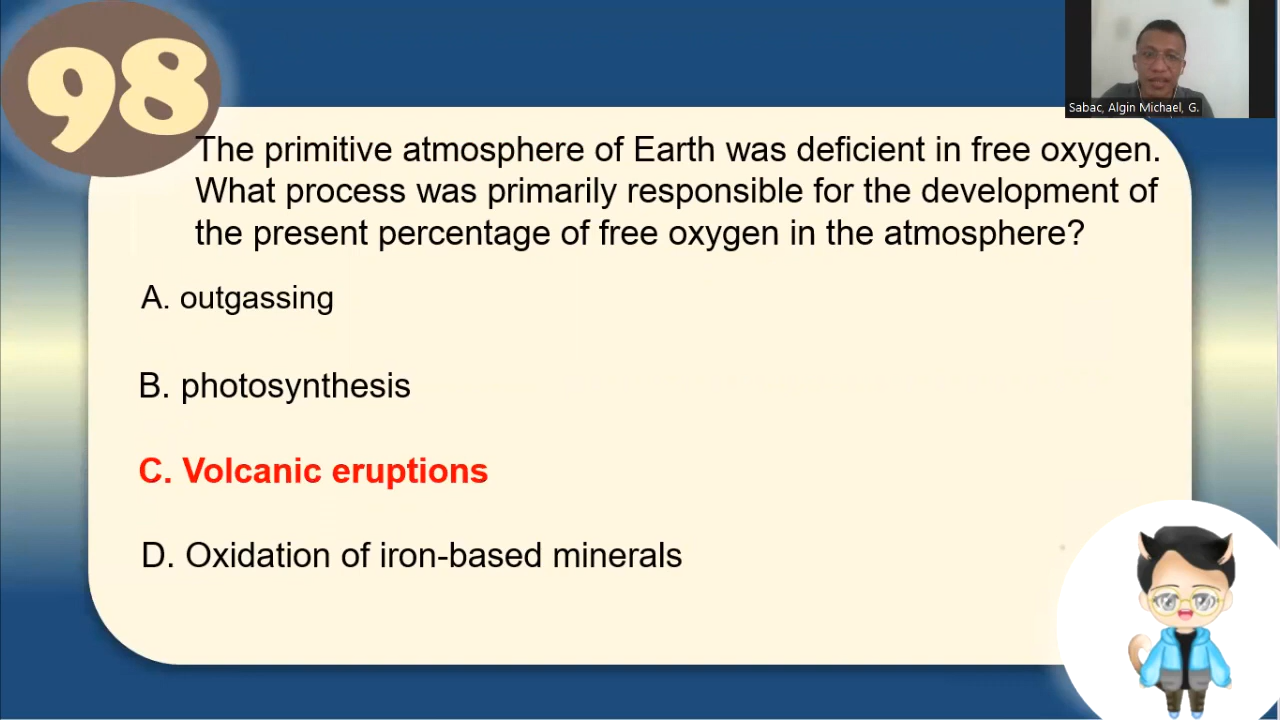 98
Sabac, Algin Michael, G.
The primitive atmosphere of Earth was deficient in free oxygen.
What process was primarily responsible for the development of
the present percentage of free oxygen in the atmosphere?
A. outgassing
B. photosynthesis
C. Volcanic eruptions
D. Oxidation of iron-based minerals